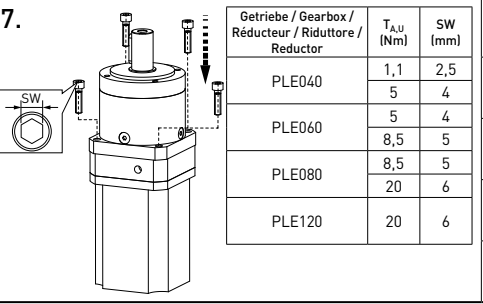 7.
SW
Getriebe / Gearbox /
Réducteur / Riduttore /
Reductor
T_A,U
(Nm)
SW
(mm)
PLE040
1,1 2,5
5 4
PLE060
5 4
8,5 5
PLE080
8,5 5
20 6
PLE120 20 6